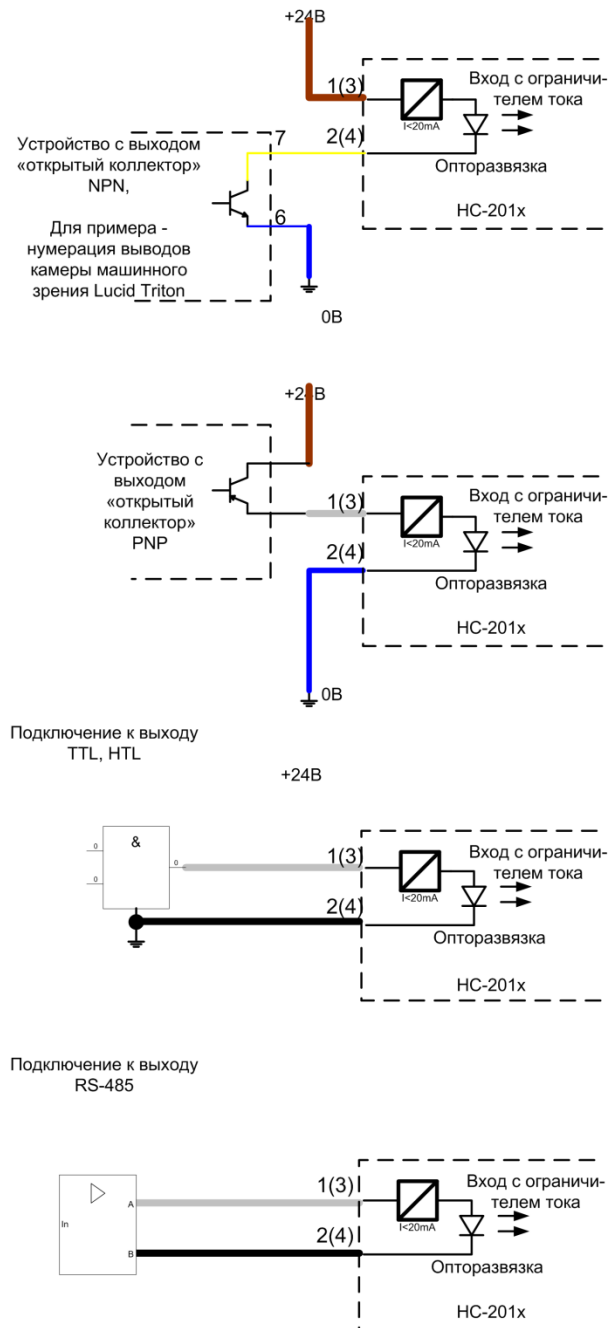 +24В
1(3)
Вход с ограничи-
телем тока
I<20mA
Устройство с выходом
«открытый коллектор»
NPN,
7
2(4)
Опторазвязка
НС-201х
Для примера -
нумерация выводов
камеры машинного
зрения Lucid Triton
6
0В
+24В
Устройство с
выходом
«открытый
коллектор»
PNP
1(3)
Вход с ограничи-
телем тока
I<20mA
2(4)
Опторазвязка
НС-201х
0В
Подключение к выходу
TTL, HTL
+24В
&
0
0
0
1(3)
Вход с ограничи-
телем тока
I<20mA
2(4)
Опторазвязка
НС-201х
Подключение к выходу
RS-485
In
A
B
1(3)
Вход с ограничи-
телем тока
I<20mA
2(4)
Опторазвязка
НС-201х